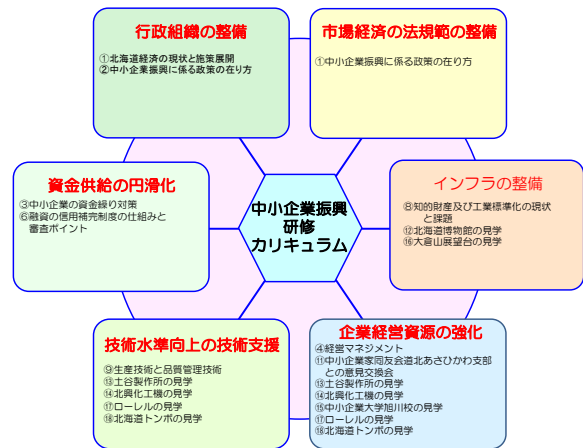 行政組織の整備
①北海道経済の現状と施策展開
②中小企業振興に係る政策の在り方
市場経済の法規範の整備
①中小企業振興に係る政策の在り方
資金供給の円滑化
③中小企業の資金繰り対策
⑥融資の信用補完制度の仕組みと
審査ポイント
中小企業振興
研修
カリキュラム
インフラの整備
⑧知的財産及び工業標準化の現状
と課題
⑫北海道博物館の見学
⑯大倉山展望台の見学
技術水準向上の技術支援
⑨生産技術と品質管理技術
⑬土谷製作所の見学
⑭北興化工機の見学
⑰ローレルの見学
⑱北海道トンボの見学
企業経営資源の強化
④経営マネジメント
⑪中小企業家同友会道北あさひかわ支部
との意見交換会
⑬土谷製作所の見学
⑭北興化工機の見学
⑮中小企業大学旭川校の見学
⑰ローレルの見学
⑱北海道トンボの見学